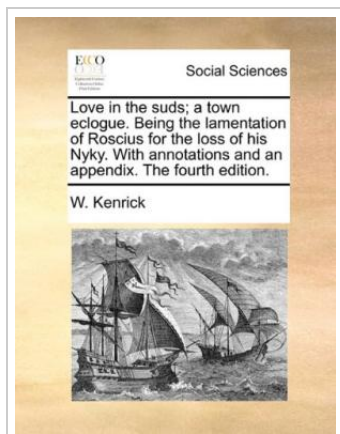 ECCO
Social Sciences
Love in the suds; a town
eclogue. Being the lamentation
of Roscius for the loss of his
Nyky. With annotations and an
appendix. The fourth edition.
W. Kenrick